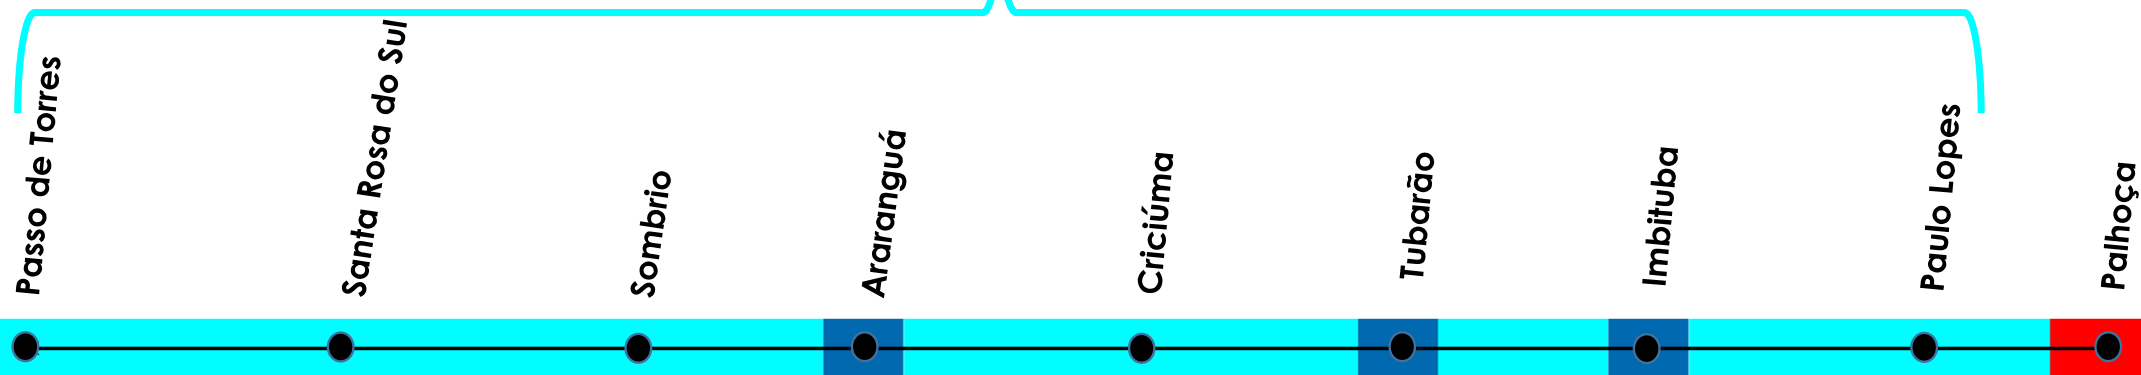 Passo de Torres
Santa Rosa do Sul
Sombrio
Araranguá
Criciúma
Tubarão
Imbituba
Paulo Lopes
Palhoça